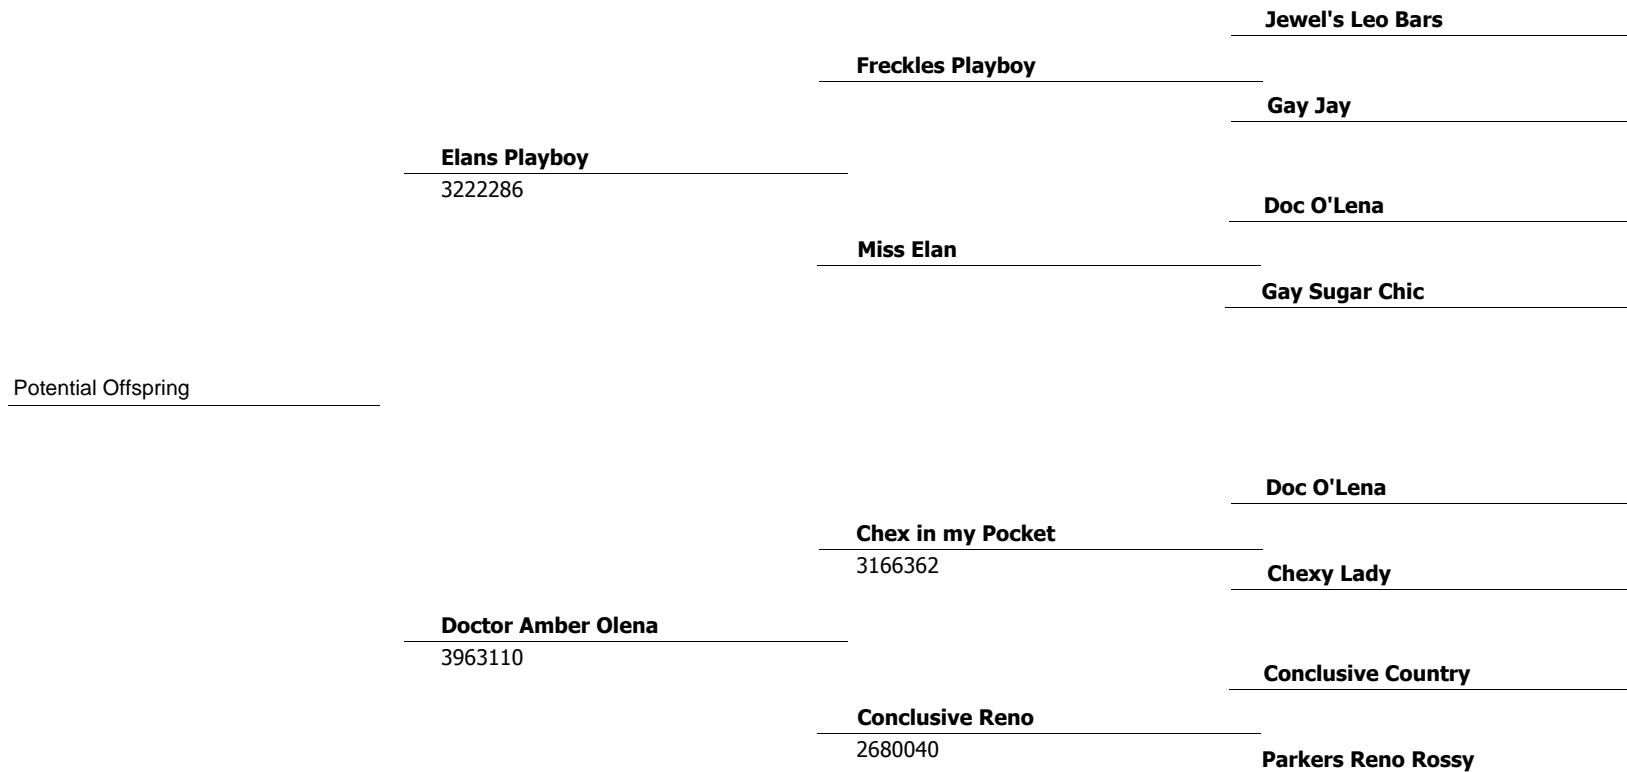 Jewel's Leo Bars
Freckles Playboy
Gay Jay
Elans Playboy
3222286
Doc O'Lena
Miss Elan
Gay Sugar Chic
Potential Offspring
Doc O'Lena
Chex in my Pocket
3166362
Chexy Lady
Doctor Amber Olena
3963110
Conclusive Country
Conclusive Reno
2680040
Parkers Reno Rossy